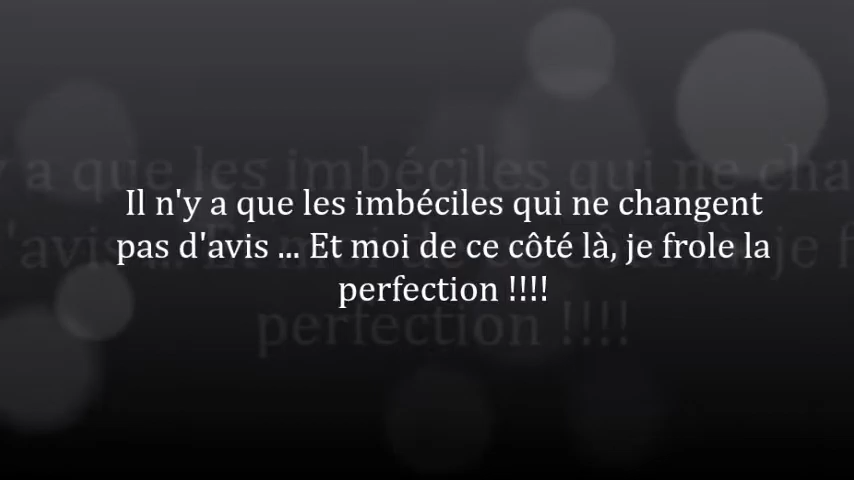 Il n'y a que les imbéciles qui ne changent
pas d'avis ... Et moi de ce côté là, je frole la
perfection !!!!